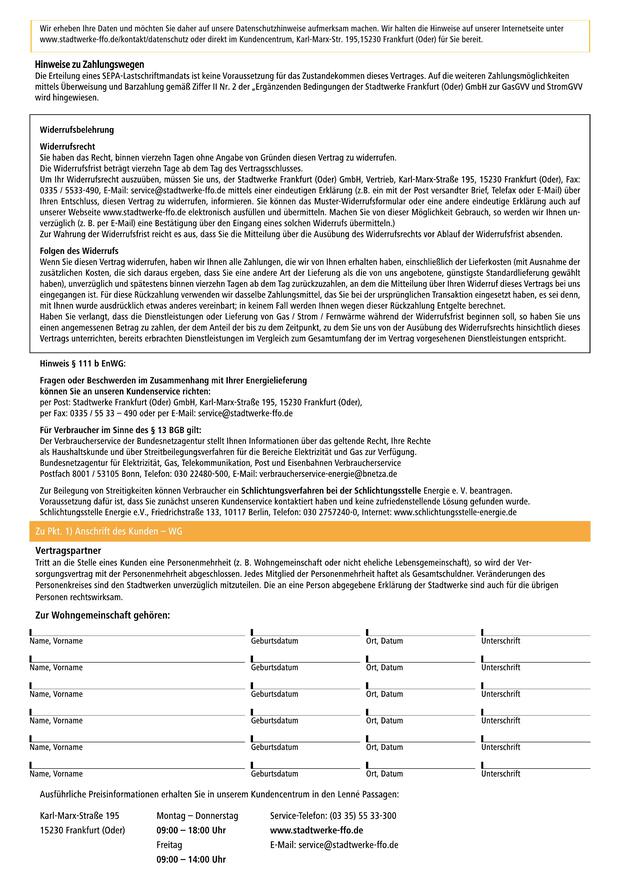 Wir erheben Ihre Daten und möchten Sie daher auf unsere Datenschutzhinweise aufmerksam machen. Wir halten die Hinweise auf unserer Internetseite unter
www.stadtwerke-ffo.de/kontakt/datenschutz oder direkt im Kundencentrum, Karl-Marx-Str. 195,15230 Frankfurt (Oder) für Sie bereit.
Hinweise zu Zahlungswegen
Die Erteilung eines SEPA-Lastschriftmandats ist keine Voraussetzung für das Zustandekommen dieses Vertrages. Auf die weiteren Zahlungsmöglichkeiten
mittels Überweisung und Barzahlung gemäß Ziffer II Nr. 2 der „Ergänzenden Bedingungen der Stadtwerke Frankfurt (Oder) GmbH zur GasGVV und StromGVV
wird hingewiesen.
Widerrufsbelehrung
Widerrufsrecht
Sie haben das Recht, binnen vierzehn Tagen ohne Angabe von Gründen diesen Vertrag zu widerrufen.
Die Widerrufsfrist beträgt vierzehn Tage ab dem Tag des Vertragsschlusses.
Um Ihr Widerrufsrecht auszuüben, müssen Sie uns, der Stadtwerke Frankfurt (Oder) GmbH, Vertrieb, Karl-Marx-Straße 195, 15230 Frankfurt (Oder), Fax:
0335 / 5533-490, E-Mail: service@stadtwerke-ffo.de mittels einer eindeutigen Erklärung (z.B. ein mit der Post versandter Brief, Telefax oder E-Mail) über
Ihren Entschluss, diesen Vertrag zu widerrufen, informieren. Sie können das Muster-Widerrufsformular oder eine andere eindeutige Erklärung auch auf
unserer Webseite www.stadtwerke-ffo.de elektronisch ausfüllen und übermitteln. Machen Sie von dieser Möglichkeit Gebrauch, so werden wir Ihnen un-
verzüglich (z. B. per E-Mail) eine Bestätigung über den Eingang eines solchen Widerrufs übermitteln.)
Zur Wahrung der Widerrufsfrist reicht es aus, dass Sie die Mitteilung über die Ausübung des Widerrufsrechts vor Ablauf der Widerrufsfrist absenden.
Folgen des Widerrufs
Wenn Sie diesen Vertrag widerrufen, haben wir Ihnen alle Zahlungen, die wir von Ihnen erhalten haben, einschließlich der Lieferkosten (mit Ausnahme der
zusätzlichen Kosten, die sich daraus ergeben, dass Sie eine andere Art der Lieferung als die von uns angebotene, günstigste Standardlieferung gewählt
haben), unverzüglich und spätestens binnen vierzehn Tagen ab dem Tag zurückzuzahlen, an dem die Mitteilung über Ihren Widerruf dieses Vertrags bei uns
eingegangen ist. Für diese Rückzahlung verwenden wir dasselbe Zahlungsmittel, das Sie bei der ursprünglichen Transaktion eingesetzt haben, es sei denn,
mit Ihnen wurde ausdrücklich etwas anderes vereinbart; in keinem Fall werden Ihnen wegen dieser Rückzahlung Entgelte berechnet.
Haben Sie verlangt, dass die Dienstleistungen oder Lieferung von Gas / Strom / Fernwärme während der Widerrufsfrist beginnen soll, so haben Sie uns
einen angemessenen Betrag zu zahlen, der dem Anteil der bis zu dem Zeitpunkt, zu dem Sie uns von der Ausübung des Widerrufsrechts hinsichtlich dieses
Vertrags unterrichten, bereits erbrachten Dienstleistungen im Vergleich zum Gesamtumfang der im Vertrag vorgesehenen Dienstleistungen entspricht.
Hinweis § 111 b EnWG:
Fragen oder Beschwerden im Zusammenhang mit Ihrer Energielieferung
können Sie an unseren Kundenservice richten:
per Post: Stadtwerke Frankfurt (Oder) GmbH, Karl-Marx-Straße 195, 15230 Frankfurt (Oder),
per Fax: 0335 / 55 33 – 490 oder per E-Mail: service@stadtwerke-ffo.de
Für Verbraucher im Sinne des § 13 BGB gilt:
Der Verbraucherservice der Bundesnetzagentur stellt Ihnen Informationen über das geltende Recht, Ihre Rechte
als Haushaltskunde und über Streitbeilegungsverfahren für die Bereiche Elektrizität und Gas zur Verfügung.
Bundesnetzagentur für Elektrizität, Gas, Telekommunikation, Post und Eisenbahnen Verbraucherservice
Postfach 8001 / 53105 Bonn, Telefon: 030 22480-500, E-Mail: verbraucherservice-energie@bnetza.de
Zur Beilegung von Streitigkeiten können Verbraucher ein Schlichtungsverfahren bei der Schlichtungsstelle Energie e. V. beantragen.
Voraussetzung dafür ist, dass Sie zunächst unseren Kundenservice kontaktiert haben und keine zufriedenstellende Lösung gefunden wurde.
Schlichtungsstelle Energie e.V., Friedrichstraße 133, 10117 Berlin, Telefon: 030 2757240-0, Internet: www.schlichtungsstelle-energie.de
Zu Pkt. 1) Anschrift des Kunden – WG
Vertragspartner
Tritt an die Stelle eines Kunden eine Personenmehrheit (z. B. Wohngemeinschaft oder nicht eheliche Lebensgemeinschaft), so wird der Ver-
sorgungsvertrag mit der Personenmehrheit abgeschlossen. Jedes Mitglied der Personenmehrheit haftet als Gesamtschuldner. Veränderungen des
Personenkreises sind den Stadtwerken unverzüglich mitzuteilen. Die an eine Person abgegebene Erklärung der Stadtwerke sind auch für die übrigen
Personen rechtswirksam.
Zur Wohngemeinschaft gehören:
Name, Vorname Geburtsdatum Ort, Datum Unterschrift
Name, Vorname Geburtsdatum Ort, Datum Unterschrift
Name, Vorname Geburtsdatum Ort, Datum Unterschrift
Name, Vorname Geburtsdatum Ort, Datum Unterschrift
Name, Vorname Geburtsdatum Ort, Datum Unterschrift
Name, Vorname Geburtsdatum Ort, Datum Unterschrift
Ausführliche Preisinformationen erhalten Sie in unserem Kundencentrum in den Lenné Passagen:
Karl-Marx-Straße 195 Montag – Donnerstag Service-Telefon: (03 35) 55 33-300
15230 Frankfurt (Oder) 09:00 – 18:00 Uhr www.stadtwerke-ffo.de
Freitag E-Mail: service@stadtwerke-ffo.de
09:00 – 14:00 Uhr